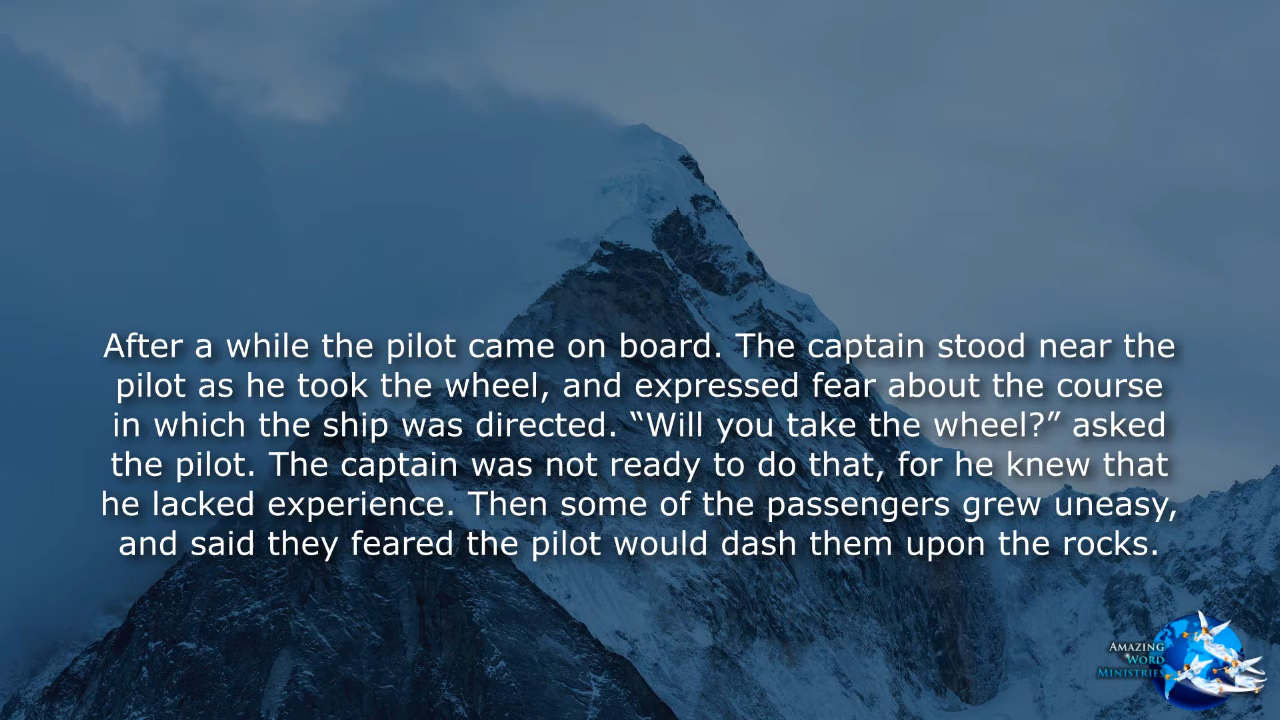 After a while the pilot came on board. The captain stood near the
pilot as he took the wheel, and expressed fear about the course
in which the ship was directed. “Will you take the wheel?” asked
the pilot. The captain was not ready to do that, for he knew that
he lacked experience. Then some of the passengers grew uneasy,
and said they feared the pilot would dash them upon the rocks.
Amazing
Word
Ministries